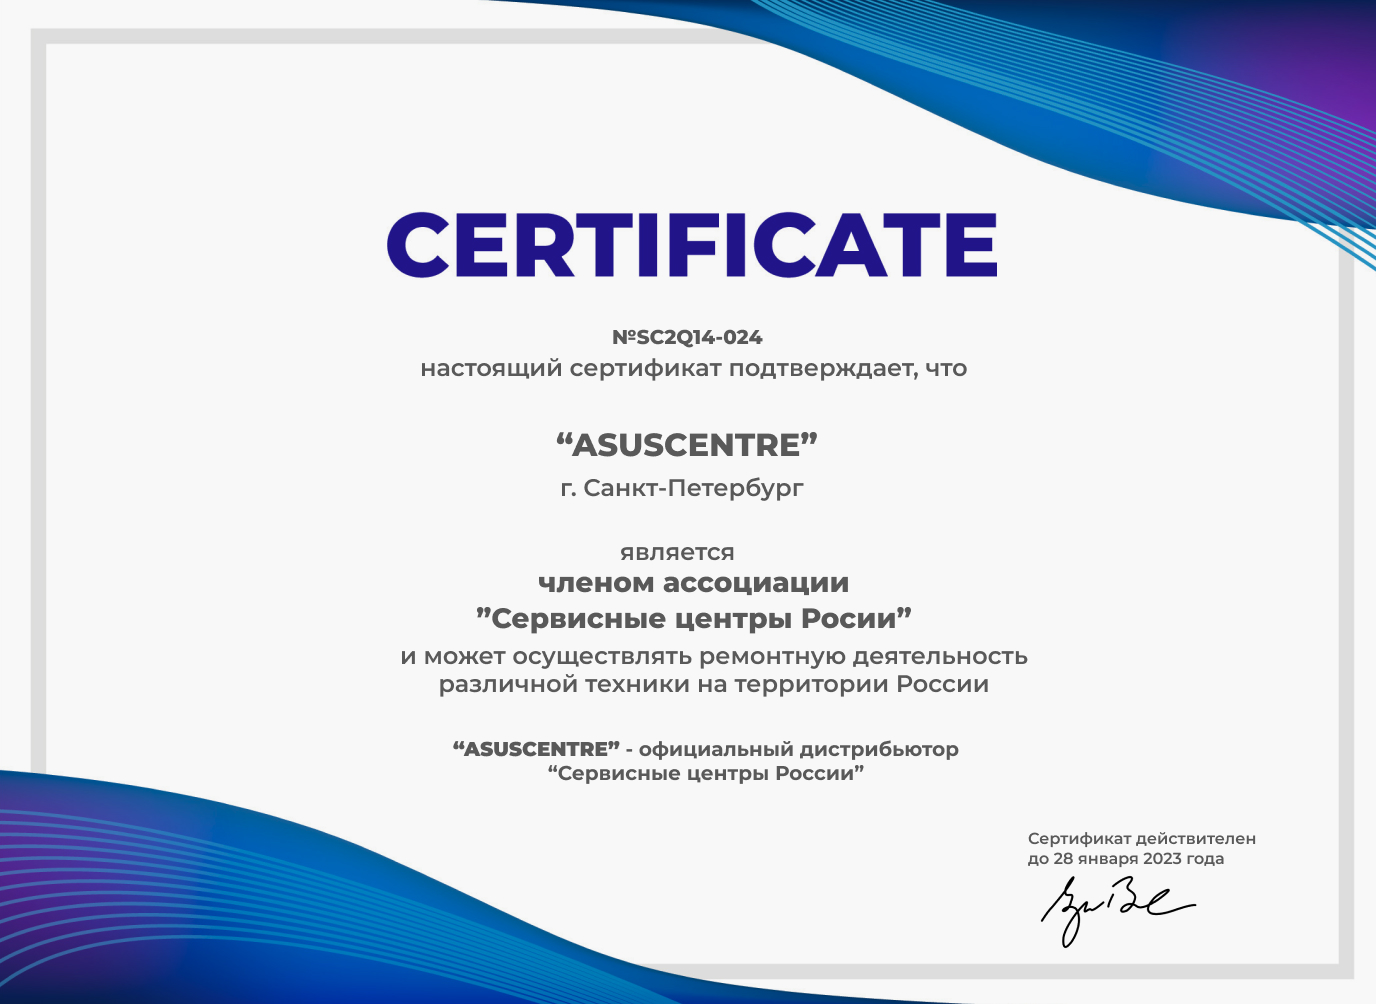 CERTIFICATE
№SC2Q14-024
настоящий сертификат подтверждает, что
“ASUSCENTRE”
г. Санкт-Петербург
является
членом ассоциации
”Сервисные центры Росии”
и может осуществлять ремонтную деятельность
различной техники на территории России
“ASUSCENTRE” - официальный дистрибьютор
“Сервисные центры России”
Сертификат действителен
до 28 января 2023 года